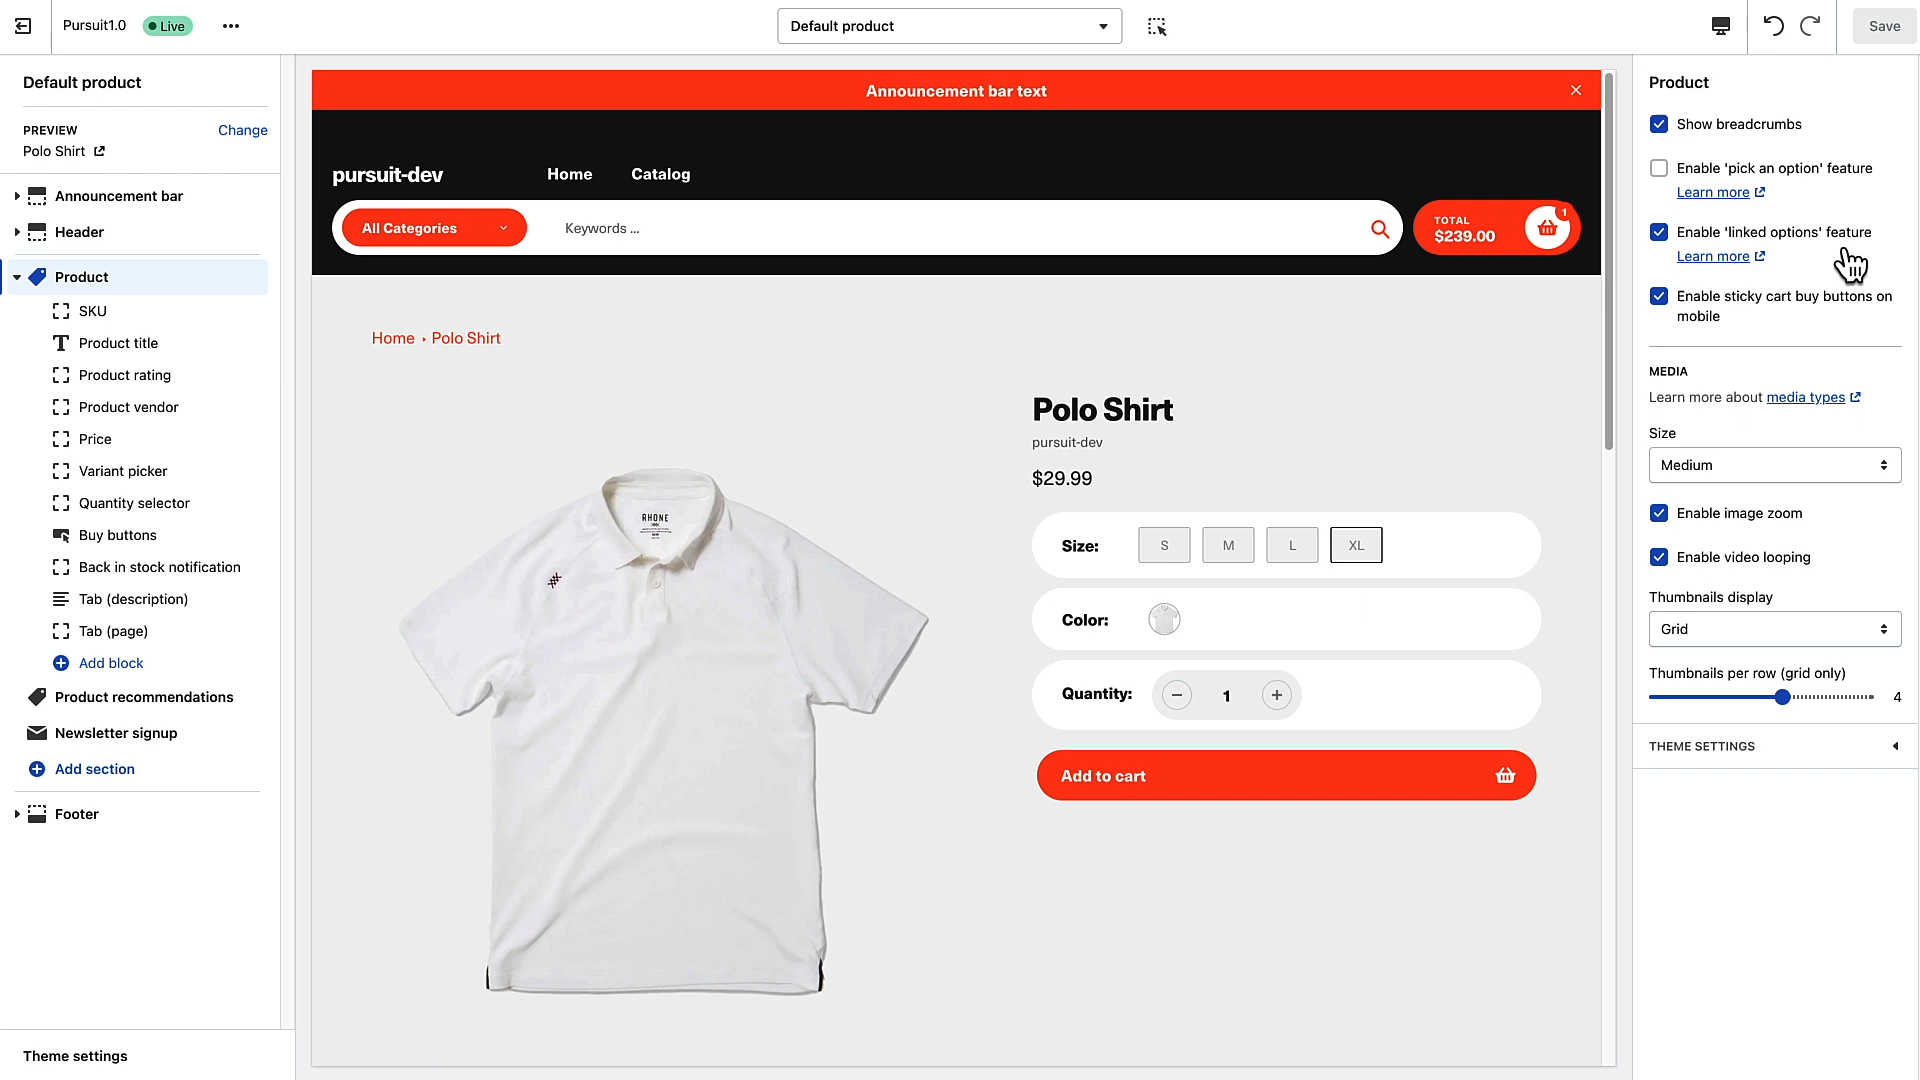 Pursuit1.0
Live
Default product
Save
Default product
PREVIEW
Change
Polo Shirt
Announcement bar
Header
Product
SKU
Product title
Product rating
Product vendor
Price
Variant picker
Quantity selector
Buy buttons
Back in stock notification
Tab (description)
Tab (page)
Add block
Product recommendations
Newsletter signup
Add section
Footer
Theme settings
Announcement bar text
pursuit-dev
Home
Catalog
All Categories
Keywords ...
TOTAL
$239.00
1
Home
Polo Shirt
RHONE
Polo Shirt
pursuit-dev
$29.99
Size:
S
M
L
XL
Color:
Quantity:
1
Add to cart
Product
Show breadcrumbs
Enable 'pick an option' feature
Learn more
Enable 'linked options' feature
Learn more
Enable sticky cart buy buttons on
mobile
MEDIA
Learn more about media types
Size
Medium
Enable image zoom
Enable video looping
Thumbnails display
Grid
Thumbnails per row (grid only)
4
THEME SETTINGS